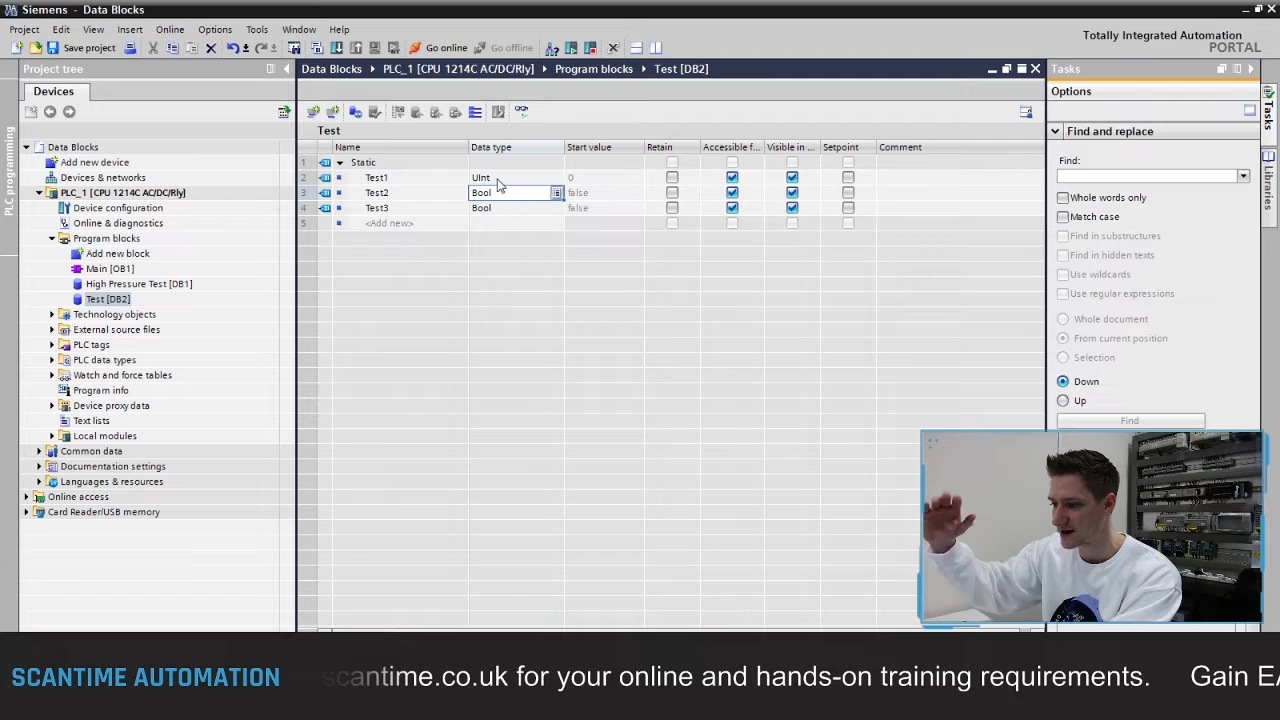 Siemens - Data Blocks
Project Edit View Insert Online Options Tools Window Help
Totally Integrated Automation
PORTAL
Save project Go online Go offline
Project tree
Data Blocks PLC_1 [CPU 1214C AC/DC/Rly] Program blocks Test [DB2]
Tasks
Devices
Options
PLC programming
Test
Name Data type Start value Retain Accessible f... Visible in ... Setpoint Comment
1 Static
2 Test1 UInt 0
3 Test2 Bool false
4 Test3 Bool false
5 <Add new>
Data Blocks
Add new device
Devices & networks
PLC_1 [CPU 1214C AC/DC/Rly]
Device configuration
Online & diagnostics
Program blocks
Add new block
Main [OB1]
High Pressure Test [DB1]
Test [DB2]
Technology objects
External source files
PLC tags
PLC data types
Watch and force tables
Program info
Device proxy data
Text lists
Local modules
Common data
Documentation settings
Languages & resources
Online access
Card Reader/USB memory
Find and replace
Find:
Whole words only
Match case
Find in substructures
Find in hidden texts
Use wildcards
Use regular expressions
Whole document
From current position
Selection
Down
Up
Find
Tasks
Libraries
SCANTIME AUTOMATION
scantime.co.uk for your online and hands-on training requirements. Gain EA